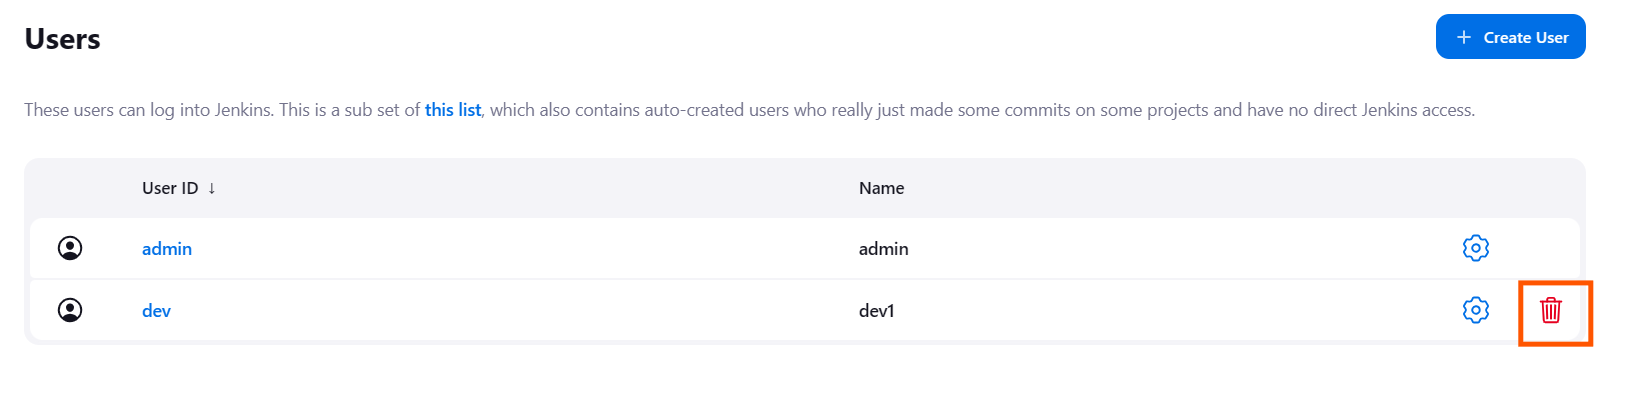 Users
+ Create User
These users can log into Jenkins. This is a sub set of this list, which also contains auto-created users who really just made some commits on some projects and have no direct Jenkins access.
User ID ↓ Name
admin admin
dev dev1